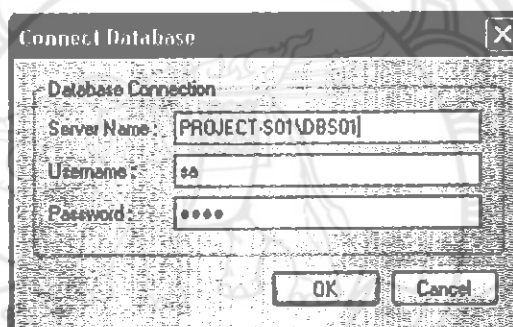 Connect Database
Database Connection
Server Name : PROJECT-S01\DBS01
Username : sa
Password : ••••
OK Cancel